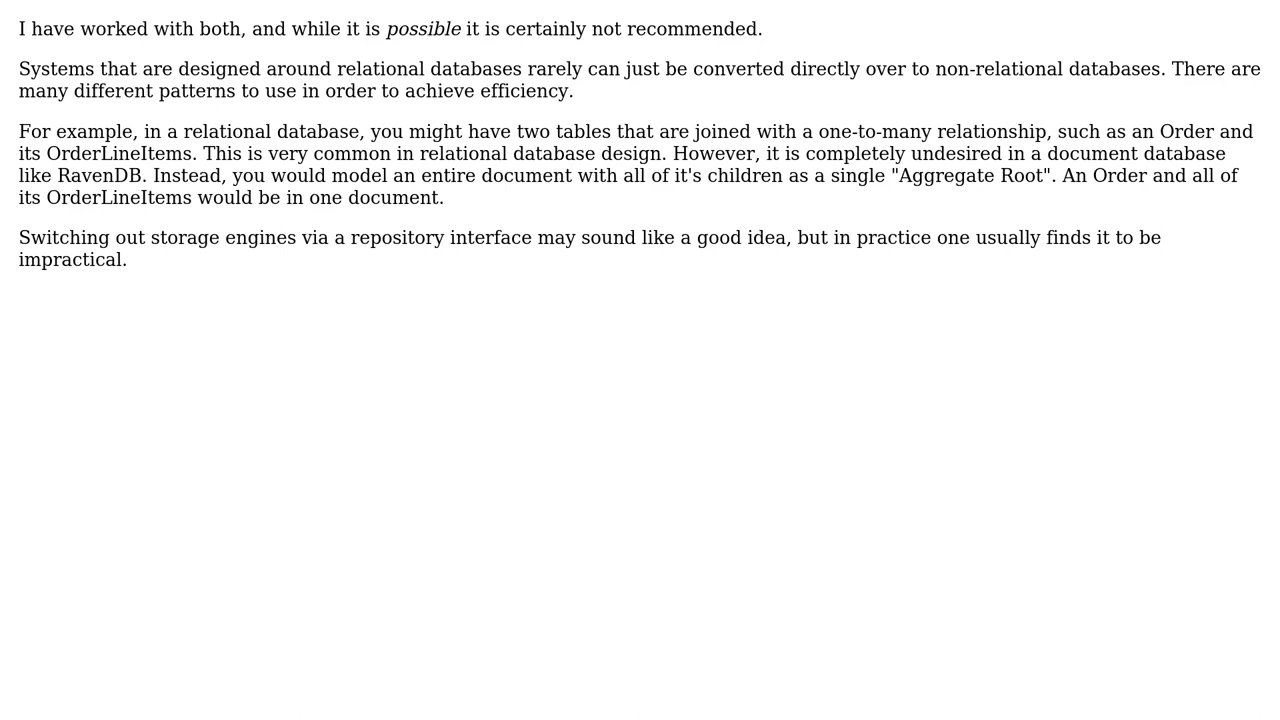 I have worked with both, and while it is possible it is certainly not recommended.
Systems that are designed around relational databases rarely can just be converted directly over to non-relational databases. There are
many different patterns to use in order to achieve efficiency.
For example, in a relational database, you might have two tables that are joined with a one-to-many relationship, such as an Order and
its OrderLineItems. This is very common in relational database design. However, it is completely undesired in a document database
like RavenDB. Instead, you would model an entire document with all of it's children as a single "Aggregate Root". An Order and all of
its OrderLineItems would be in one document.
Switching out storage engines via a repository interface may sound like a good idea, but in practice one usually finds it to be
impractical.